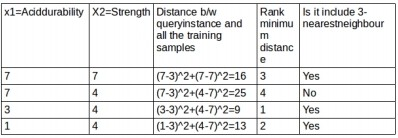 x1=Aciddurability X2=Strength Distance b/w Rank Is it include 3-
queryinstance and minimu nearestneighbour
all the training m
samples distanc
e
7 7 (7-3)^2+(7-7)^2=16 3 Yes
7 4 (7-3)^2+(4-7)^2=25 4 No
3 4 (3-3)^2+(4-7)^2=9 1 Yes
1 4 (1-3)^2+(4-7)^2=13 2 Yes